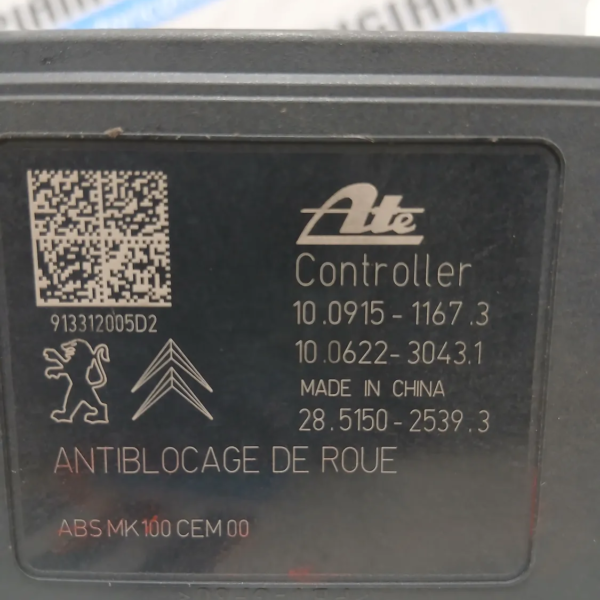 Ate
Controller
10.0915-1167.3
10.0622-3043.1
MADE IN CHINA
28.5150-2539.3
913312005D2
ANTIBLOCAGE DE ROUE
ABS MK100 CEM 00